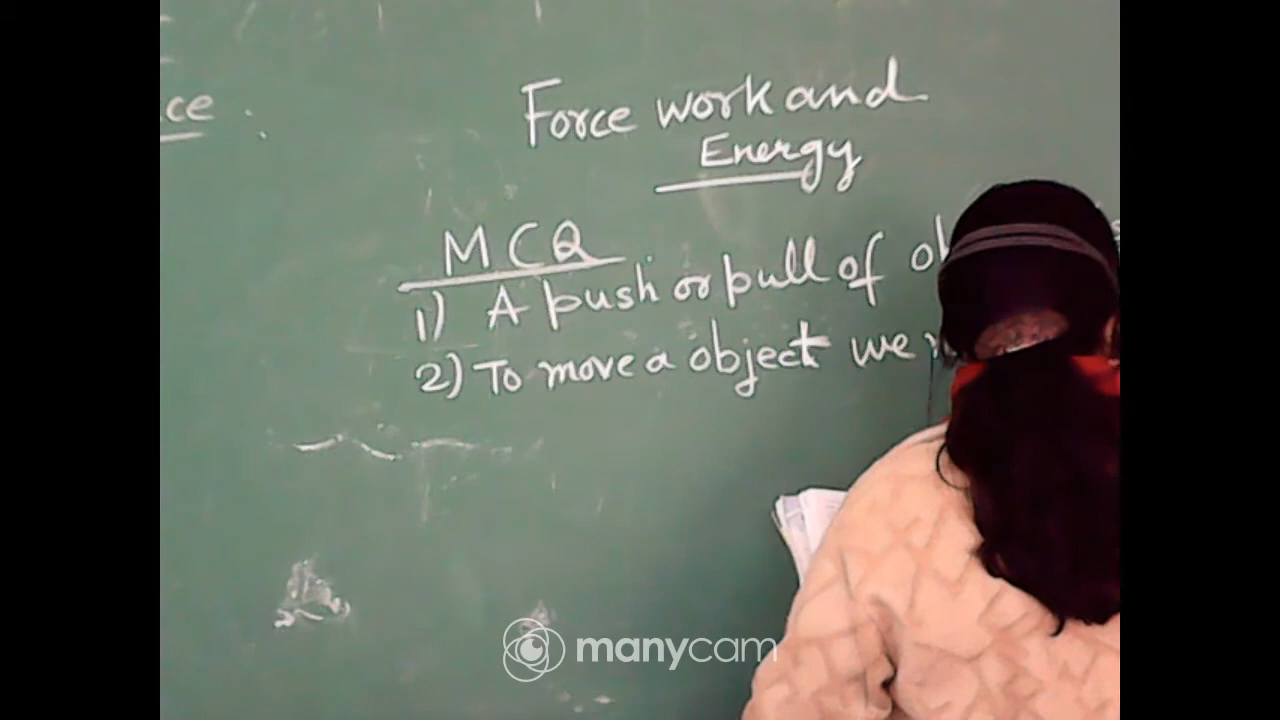 ce
Force work and
Energy
MCQ
1) A push or pull of
2) To move a object we
manycam